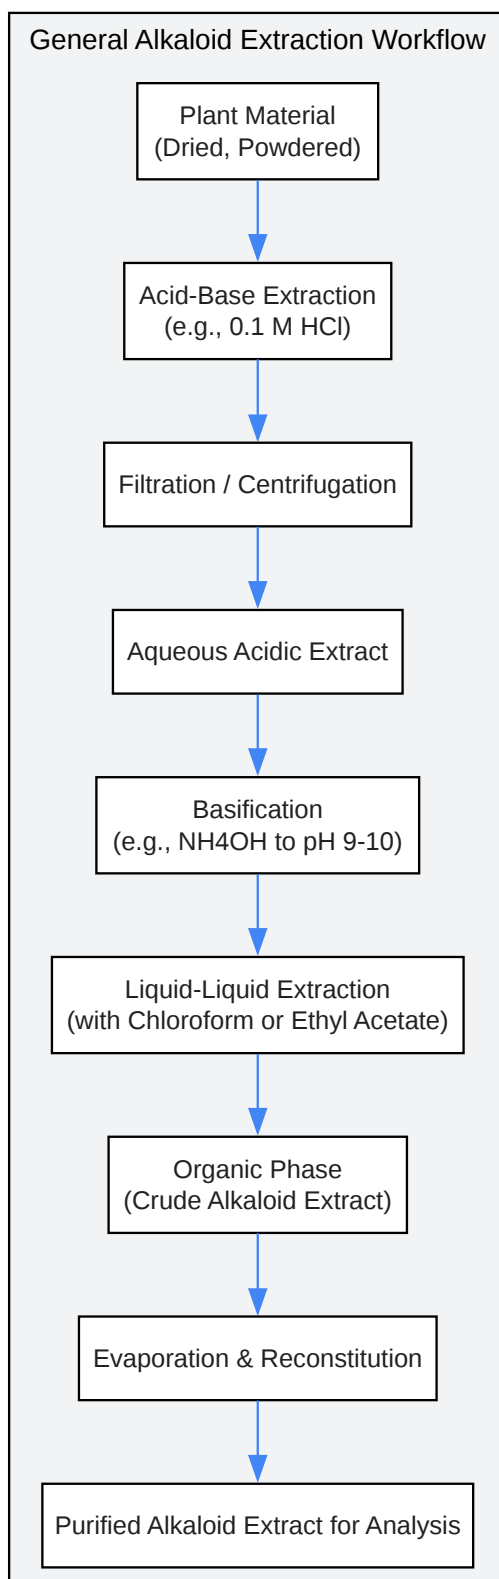 General Alkaloid Extraction Workflow
Plant Material
(Dried, Powdered)
Acid-Base Extraction
(e.g., 0.1 M HCl)
Filtration / Centrifugation
Aqueous Acidic Extract
Basification
(e.g., NH4OH to pH 9-10)
Liquid-Liquid Extraction
(with Chloroform or Ethyl Acetate)
Organic Phase
(Crude Alkaloid Extract)
Evaporation & Reconstitution
Purified Alkaloid Extract for Analysis